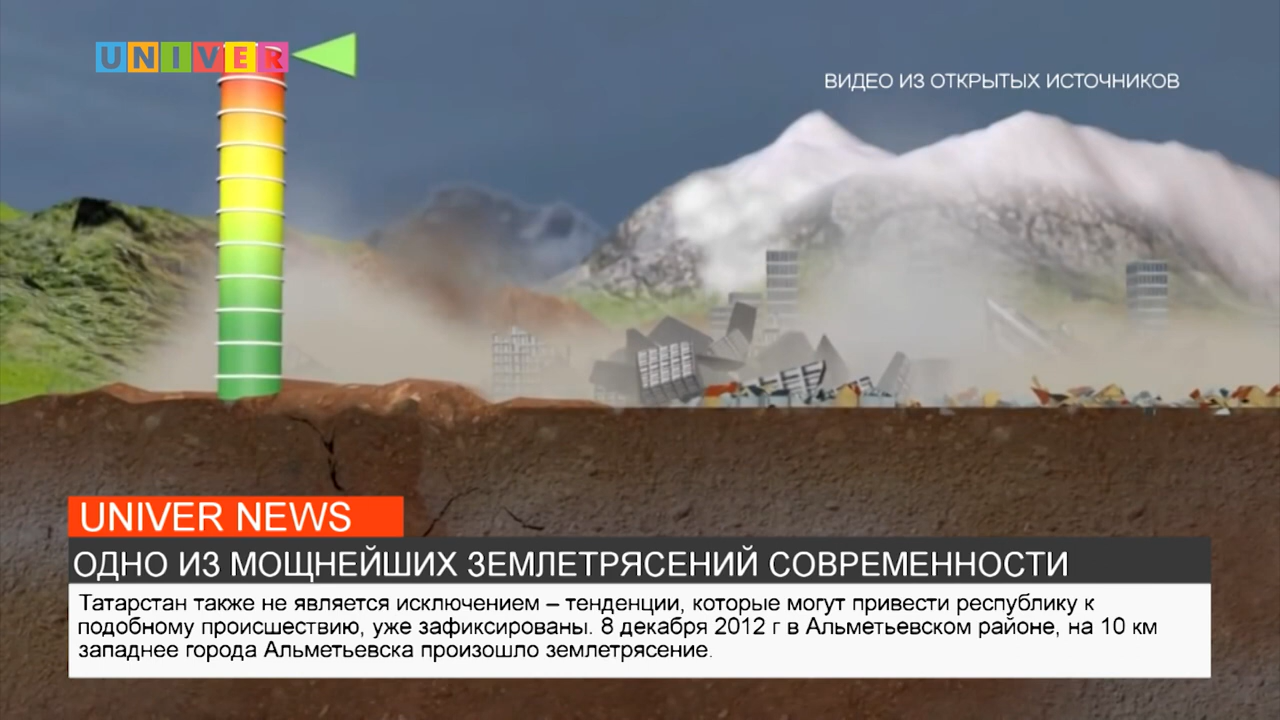 UNIVER
ВИДЕО ИЗ ОТКРЫТЫХ ИСТОЧНИКОВ
UNIVER NEWS
ОДНО ИЗ МОЩНЕЙШИХ ЗЕМЛЕТРЯСЕНИЙ СОВРЕМЕННОСТИ
Татарстан также не является исключением – тенденции, которые могут привести республику к
подобному происшествию, уже зафиксированы. 8 декабря 2012 г в Альметьевском районе, на 10 км
западнее города Альметьевска произошло землетрясение.